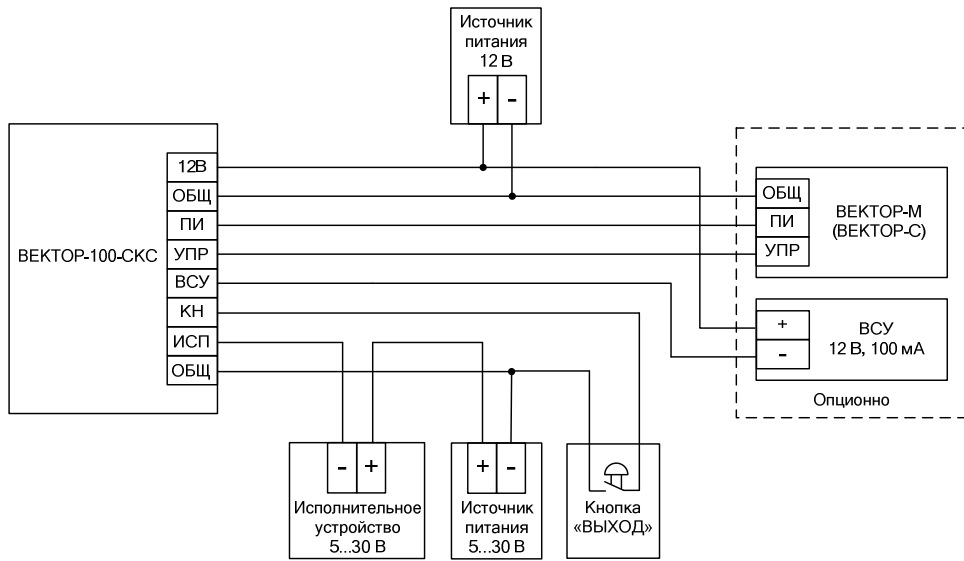 Источник
питания
12 В
+ -
ВЕКТОР-100-СКС
12В
ОБЩ
ПИ
УПР
ВСУ
КН
ИСП
ОБЩ
ОБЩ
ПИ
УПР
ВЕКТОР-М
(ВЕКТОР-С)
+
-
ВСУ
12 В, 100 мА
Опционно
- +
Исполнительное
устройство
5...30 В
+ -
Источник
питания
5...30 В
Кнопка
«ВЫХОД»